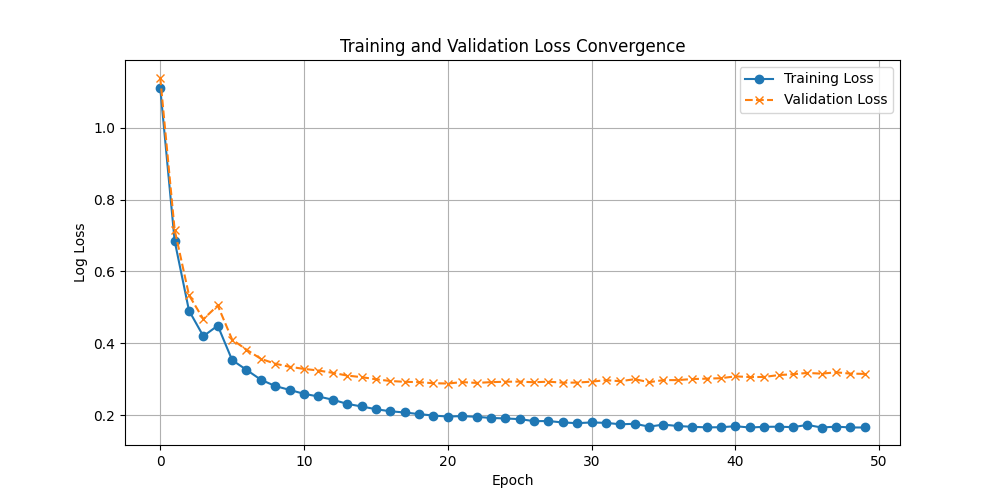 Training and Validation Loss Convergence
Training Loss
Validation Loss
Log Loss
1.0
0.8
0.6
0.4
0.2
0 10 20 30 40 50
Epoch